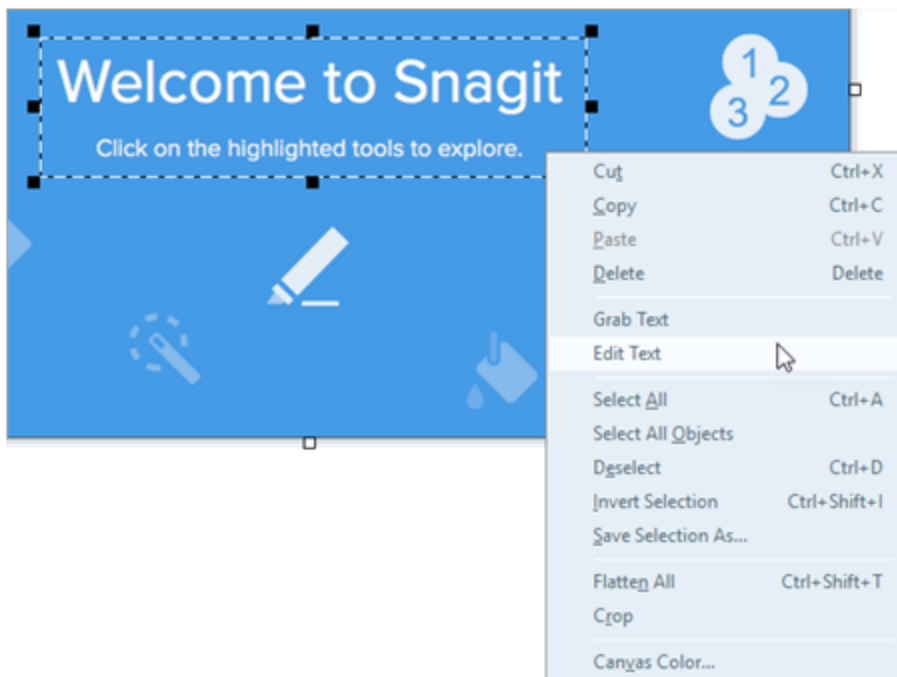 Welcome to Snagit
Click on the highlighted tools to explore.
1
2
3
Cut Ctrl+X
Copy Ctrl+C
Paste Ctrl+V
Delete Delete
Grab Text
Edit Text
Select All Ctrl+A
Select All Objects
Deselect Ctrl+D
Invert Selection Ctrl+Shift+I
Save Selection As...
Flatten All Ctrl+Shift+T
Crop
Canvas Color...